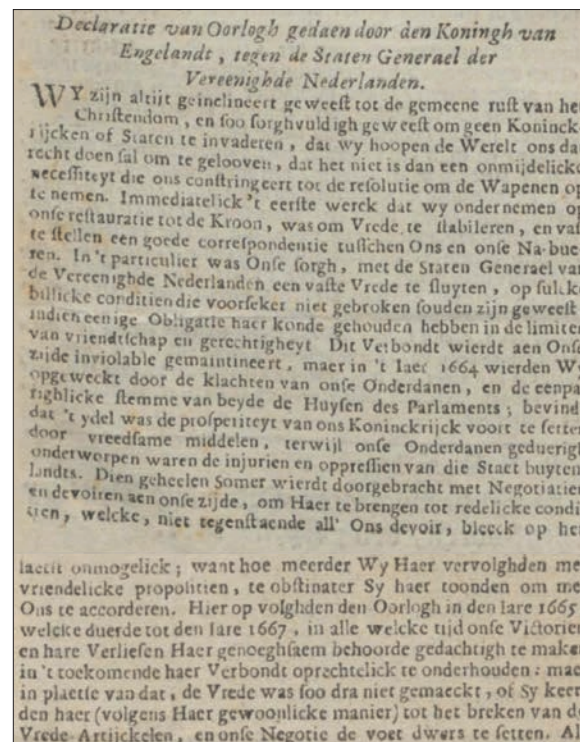 Declaratie van Oorlogh gedaen door den Koningh van
Engelandt, tegen de Staten Generael der
Vereenighde Nederlanden.
WY zijn altijt geinclineert geweest tot de gemeene rust van he
Christendom, en soo sorghvuldigh geweest om geen Koninck-
rijcken of Staten te invaderen, dat wy hoopen de Werelt ons da
recht doen sal om te gelooven, dat het niet is dan een onmijdelicke
necessiteyt die ons constringeert tot de resolutie om de Wapenen op
te nemen. Immediatelick 't eerste werck dat wy ondernemen op
onse restauratie tot de Kroon, was om Vrede te stabileren, en vas
te stellen een goede correspondentie tusschen Ons en onse Na-bue-
ren. In 't particulier was Onse sorgh, met de Staten Generael van
de Vereenighde Nederlanden een vaste Vrede te sluyten, op sulcke
billicke conditien die voorseker niet gebroken souden zijn geweest
indien eenige Obligatie haer konde gehouden hebben in de limiten
van vriendtschap en gerechtigheyt Dit Verbondt wierdt aen Onse
zijde inviolable gemaintineert, maer in 't Iaer 1664 wierden Wy
opgeweckt door de klachten van onse Onderdanen, en de eenpa-
righlicke stemme van beyde de Huysen des Parlaments; bevind
dat 't ydel was de prosperiteyt van ons Koninckrijck voort te setten
door vreedsame middelen, terwijl onse Onderdanen geduerigh
onderworpen waren de injurien en oppressien van die Staet buyten
landts. Dien geheelen Somer wierdt doorgebracht met Negotiatien
en devoiren aen onse zijde, om Haer te brengen tot redelicke condi-
tien, welcke, niet tegenstaende all' Ons devoir, bleeck op het
laetst onmogelick; want hoe meerder Wy Haer vervolghden me
vriendelicke propositien, te obstinater Sy haer toonden om me
Ons te accorderen. Hier op volghden den Oorlogh in den Iare 1665
welcke duerde tot den Iare 1667, in alle welcke tijd onse Victorien
en hare Verliesen Haer genoeghsaem behoorde gedachtigh te maken
in 't toekomende haer Verbondt oprechtelick te onderhouden: maer
in plaetse van dat, de Vrede was soo dra niet gemaeckt, of Sy keer-
den haer (volgens Haer gewoonlicke manier) tot het breken van de
Vrede-Artijckelen, en onse Negotie de voet dwers te setten. Al